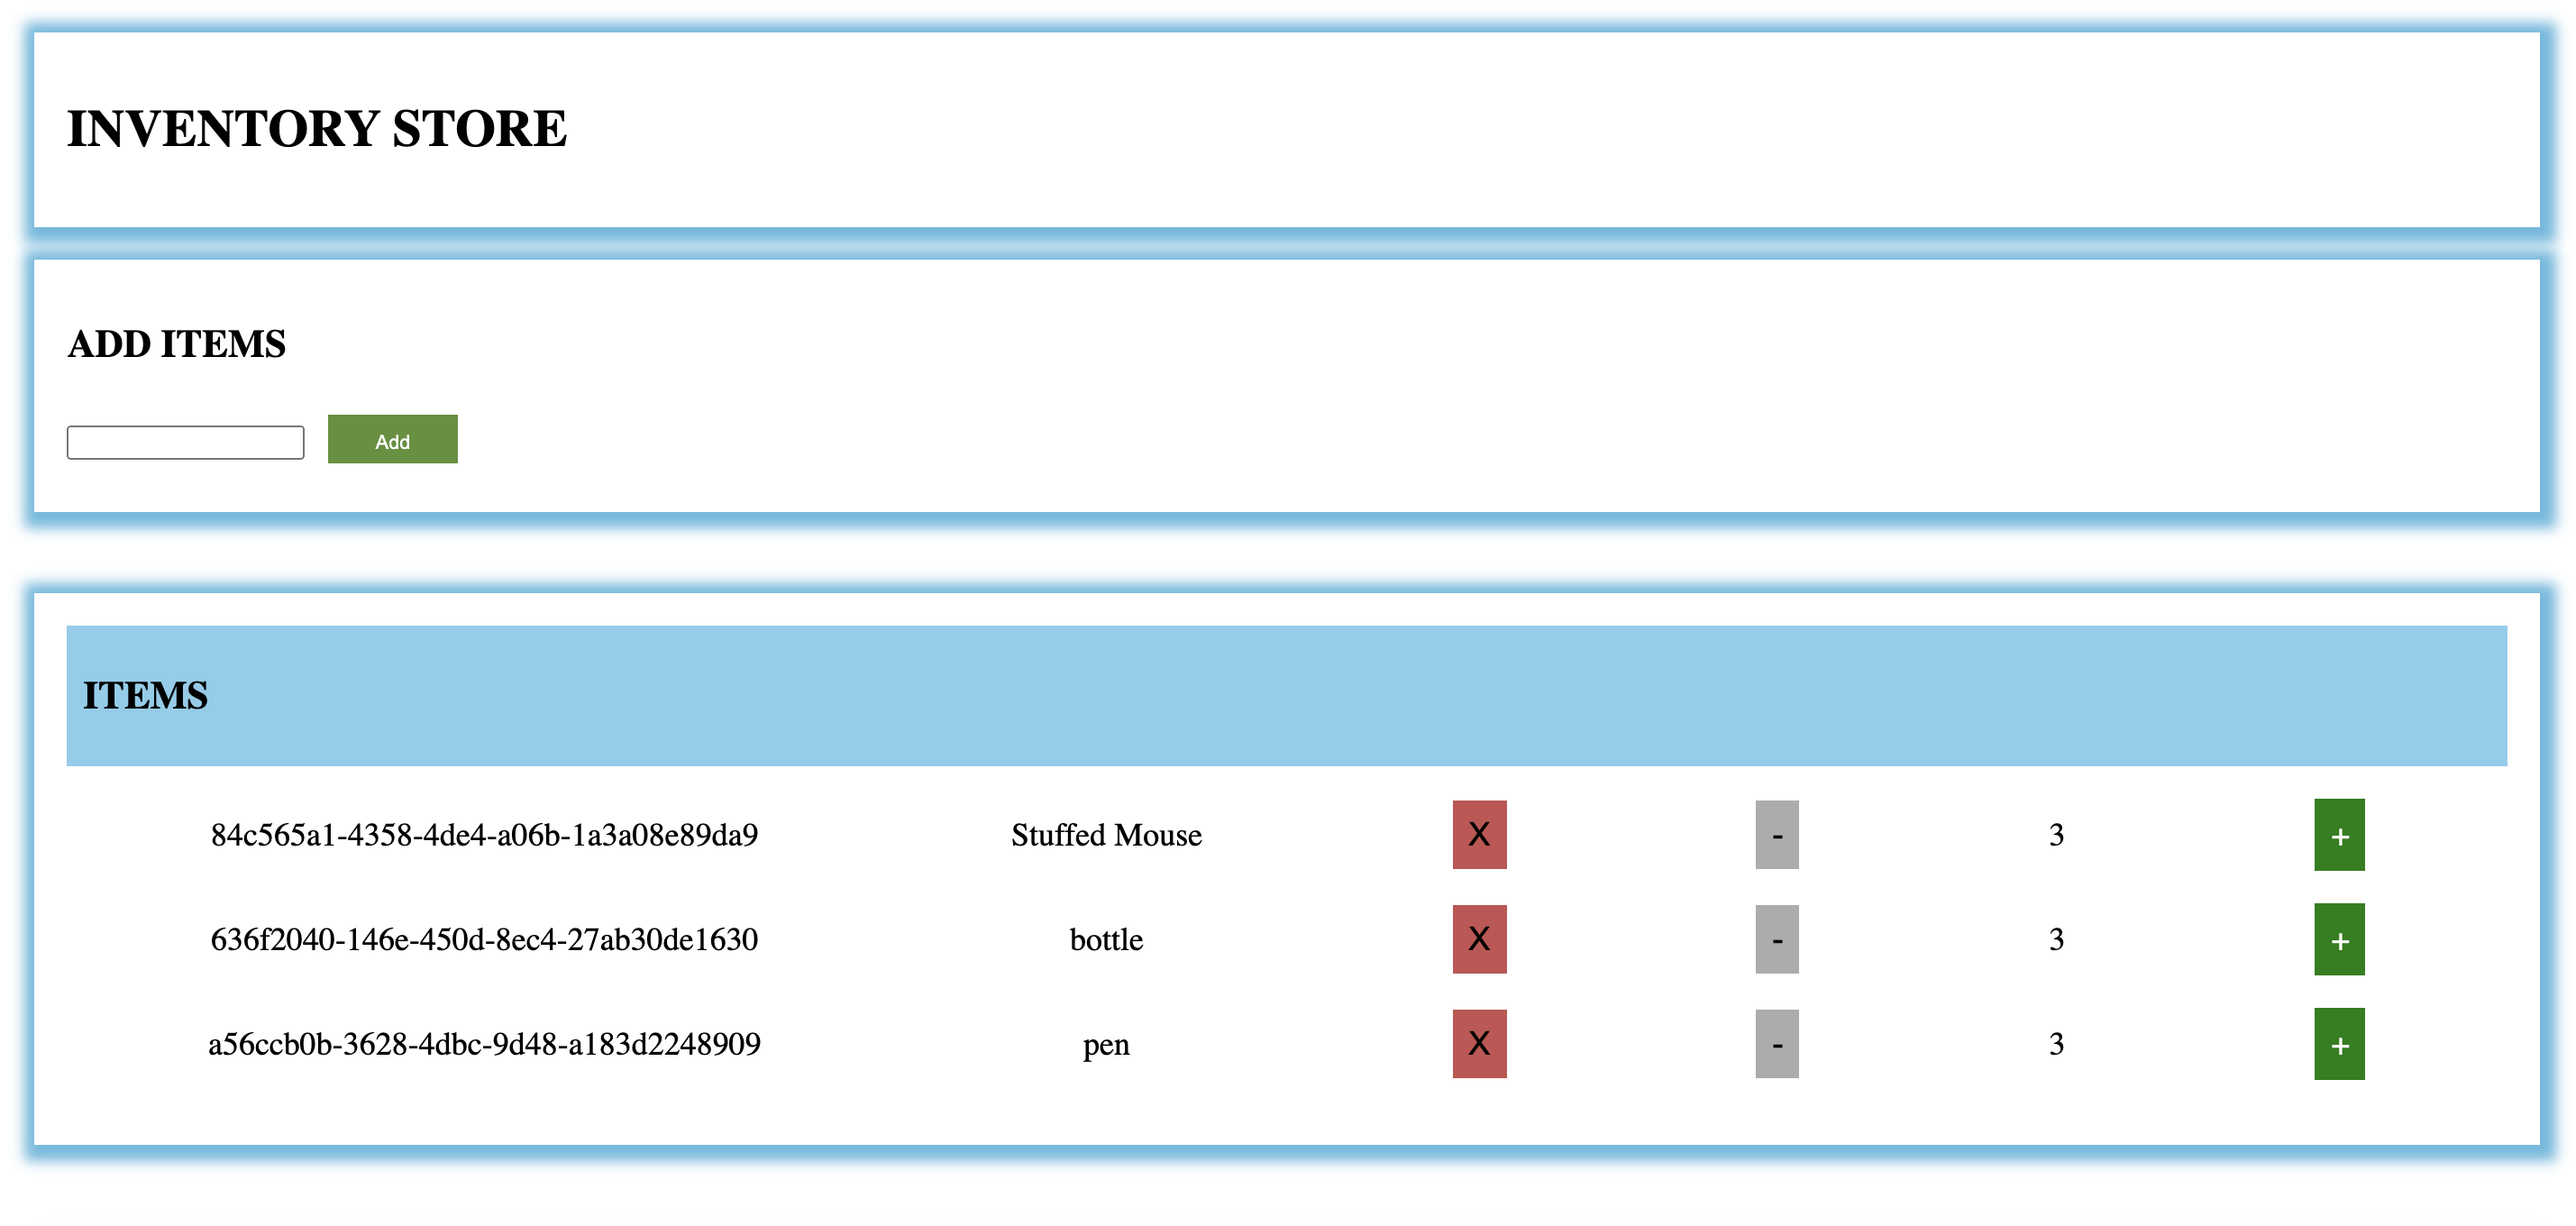 INVENTORY STORE
ADD ITEMS
Add
ITEMS
84c565a1-4358-4de4-a06b-1a3a08e89da9 Stuffed Mouse X - 3 +
636f2040-146e-450d-8ec4-27ab30de1630 bottle X - 3 +
a56ccb0b-3628-4dbc-9d48-a183d2248909 pen X - 3 +